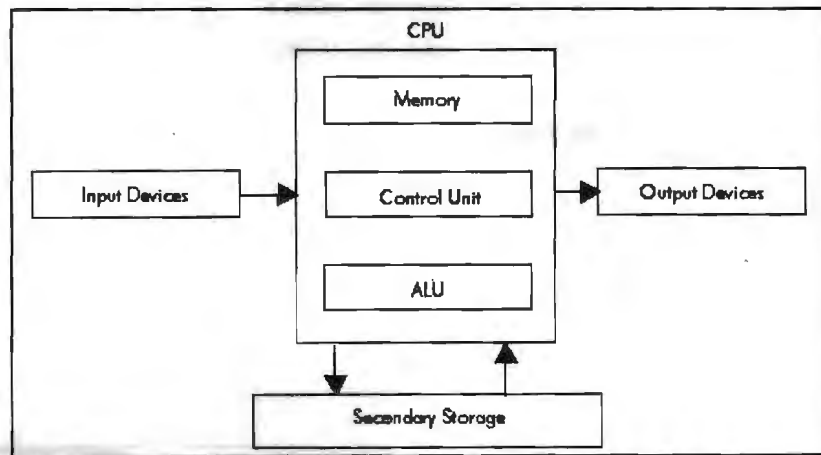 CPU
Memory
Input Devices
Control Unit
Output Devices
ALU
Secondary Storage